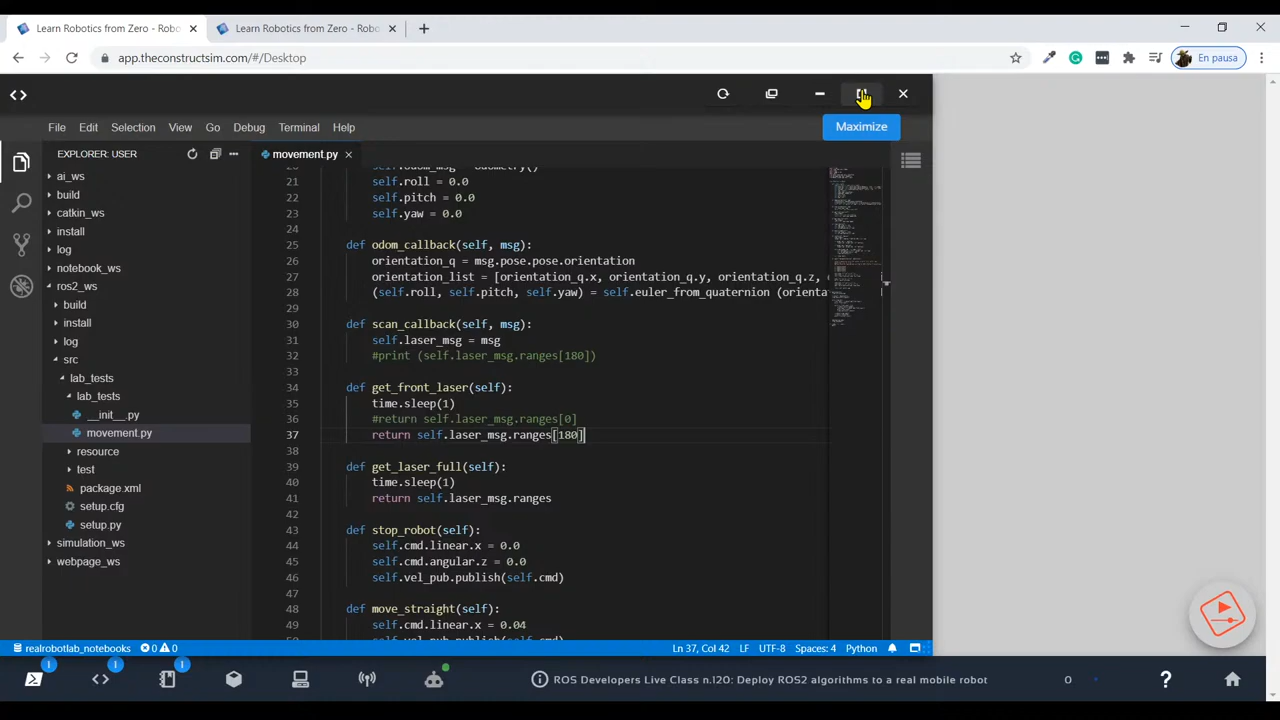 Learn Robotics from Zero - Robo
Learn Robotics from Zero - Robo
app.theconstructsim.com/#/Desktop
En pausa
File Edit Selection View Go Debug Terminal Help
Maximize
EXPLORER: USER
movement.py
ai_ws
build
catkin_ws
install
log
notebook_ws
ros2_ws
build
install
log
src
lab_tests
lab_tests
__init__.py
movement.py
resource
test
package.xml
setup.cfg
setup.py
simulation_ws
webpage_ws
21 self.roll = 0.0
22 self.pitch = 0.0
23 self.yaw = 0.0
24
25 def odom_callback(self, msg):
26 orientation_q = msg.pose.pose.orientation
27 orientation_list = [orientation_q.x, orientation_q.y, orientation_q.z,
28 (self.roll, self.pitch, self.yaw) = self.euler_from_quaternion (orienta
29
30 def scan_callback(self, msg):
31 self.laser_msg = msg
32 #print (self.laser_msg.ranges[180])
33
34 def get_front_laser(self):
35 time.sleep(1)
36 #return self.laser_msg.ranges[0]
37 return self.laser_msg.ranges[180]
38
39 def get_laser_full(self):
40 time.sleep(1)
41 return self.laser_msg.ranges
42
43 def stop_robot(self):
44 self.cmd.linear.x = 0.0
45 self.cmd.angular.z = 0.0
46 self.vel_pub.publish(self.cmd)
47
48 def move_straight(self):
49 self.cmd.linear.x = 0.04
realrobotlab_notebooks 0 0
Ln 37, Col 42 LF UTF-8 Spaces: 4 Python
ROS Developers Live Class n.120: Deploy ROS2 algorithms to a real mobile robot